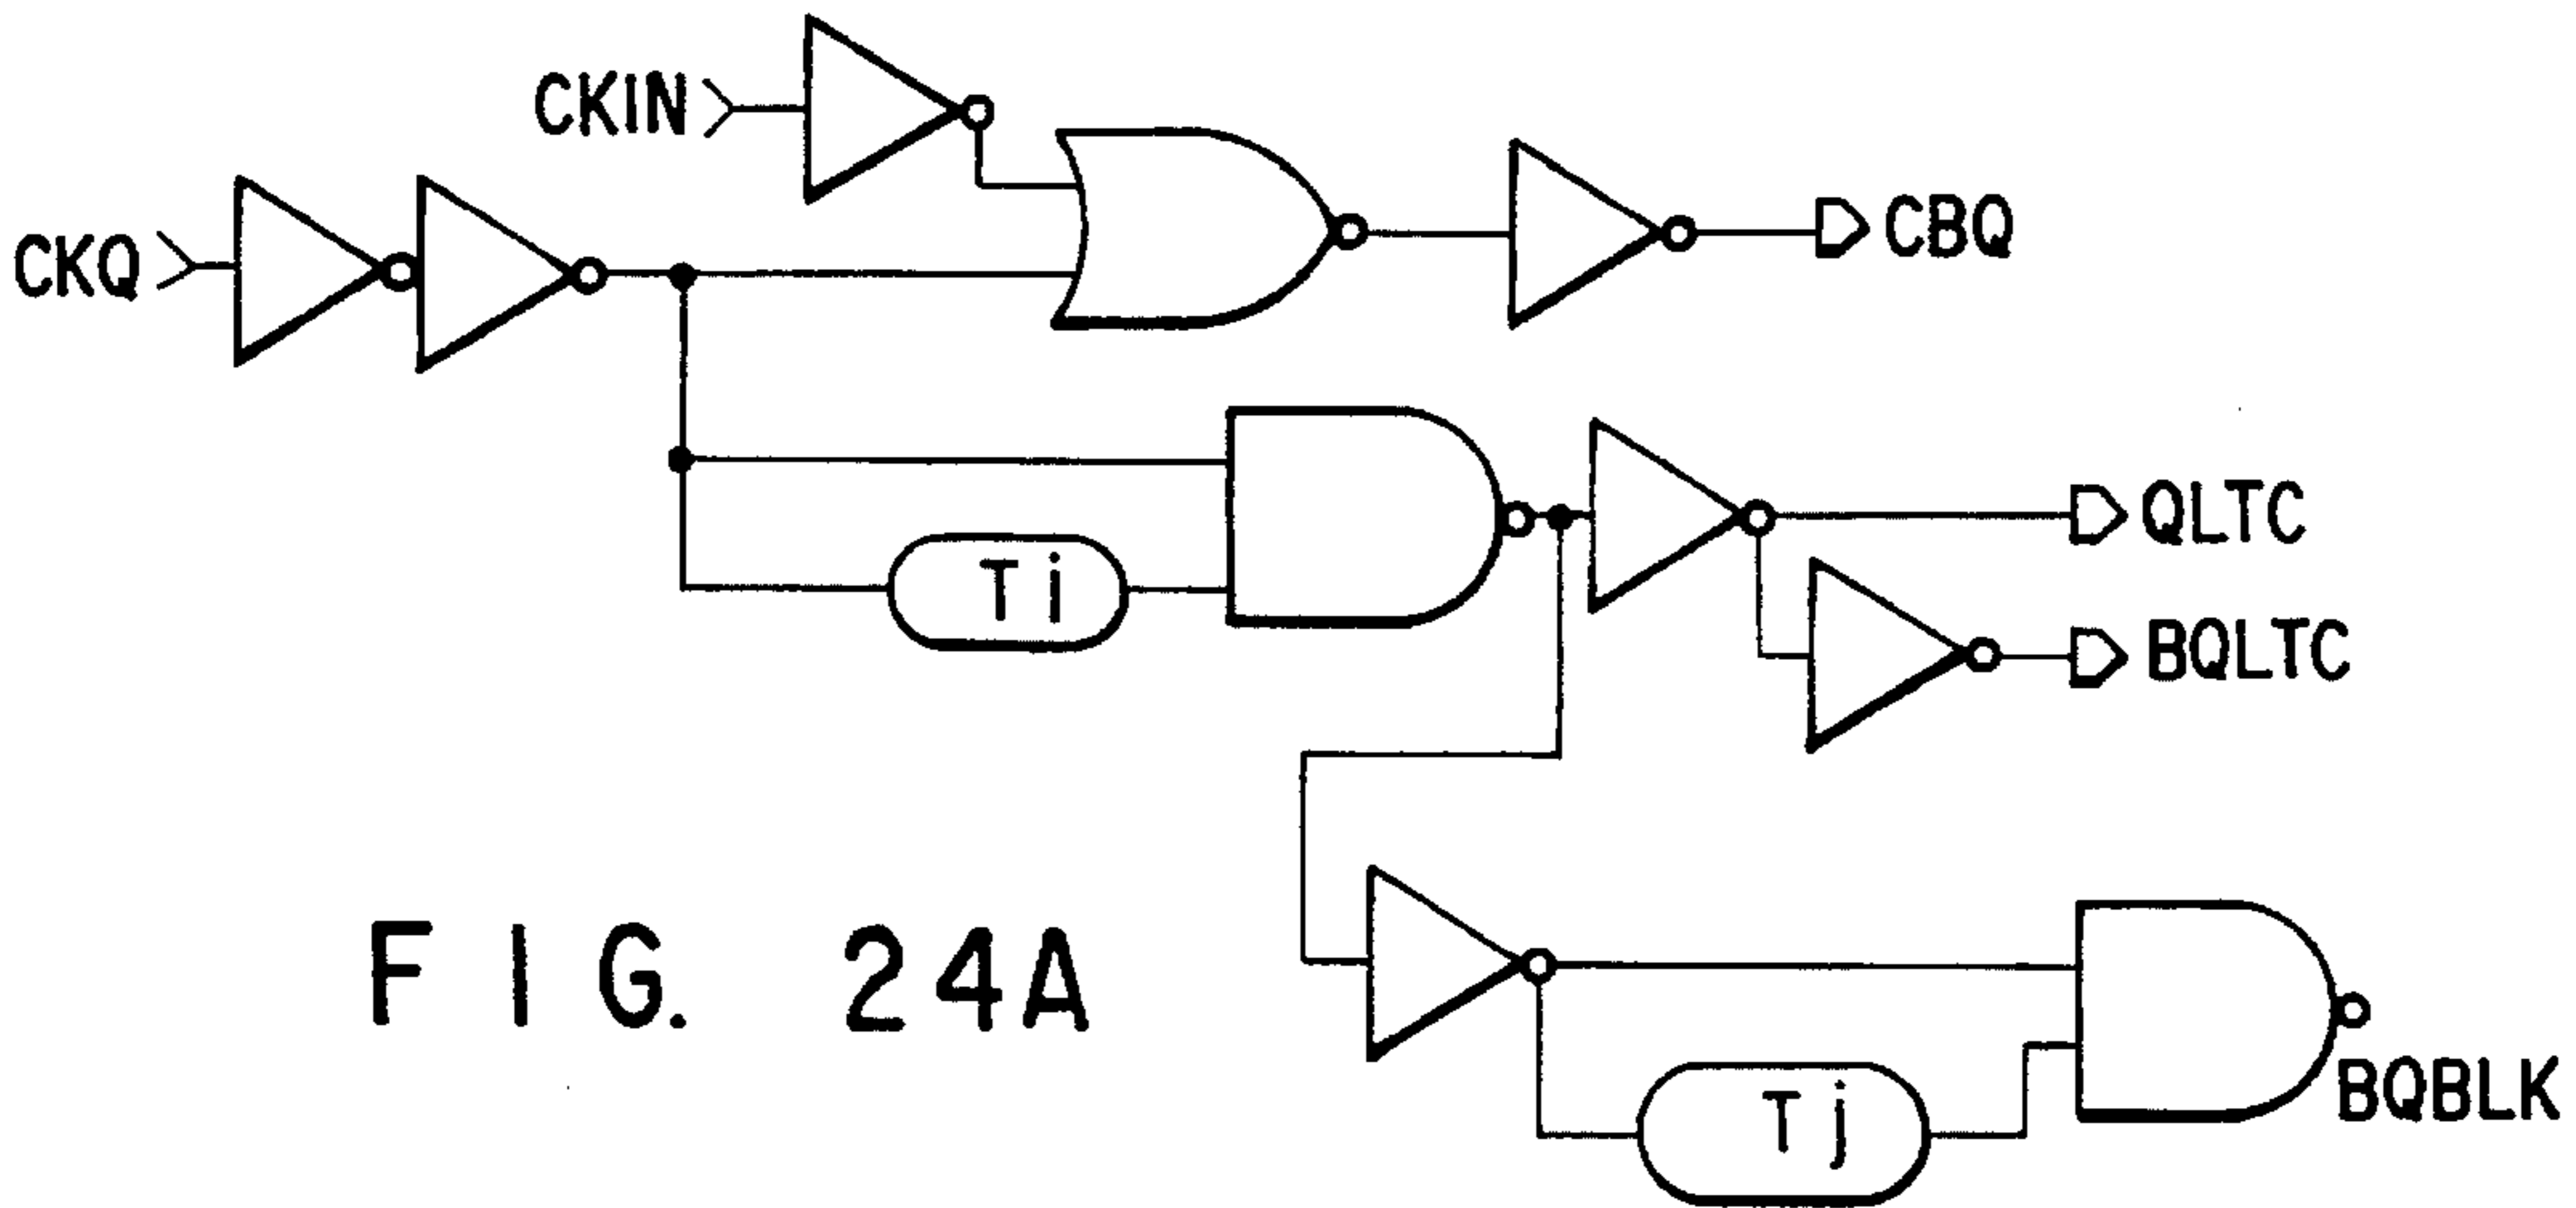 CKIN
CKQ
CBQ
QLTC
Ti
BQLTC
FIG. 24A
Tj
BQBLK